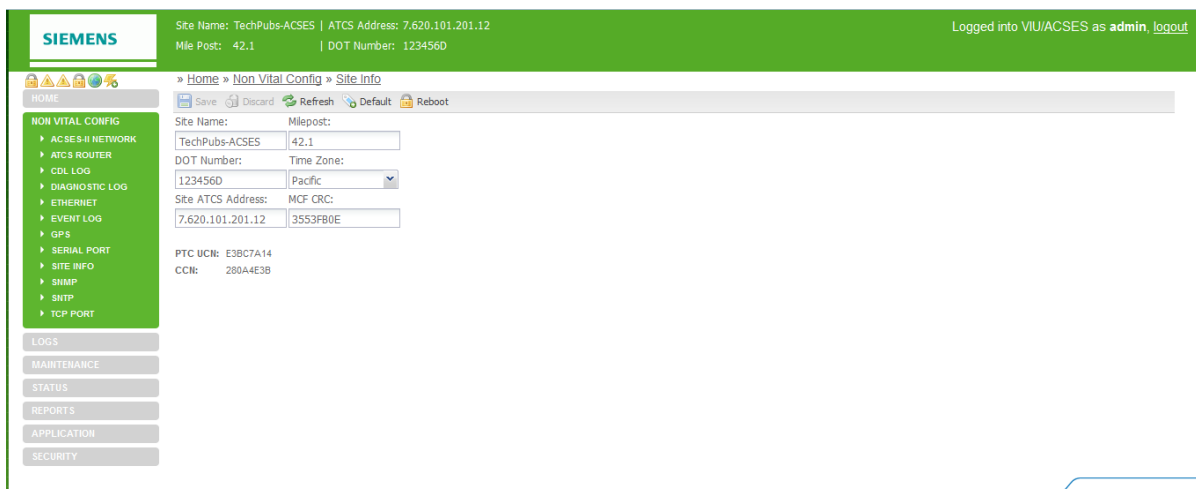 SIEMENS
Site Name: TechPubs-ACSES | ATCS Address: 7.620.101.201.12
Mile Post: 42.1 | DOT Number: 123456D
Logged into VIU/ACSES as admin, logout
» Home » Non Vital Config » Site Info
HOME
Save Discard Refresh Default Reboot
NON VITAL CONFIG
ACSES-II NETWORK
ATCS ROUTER
CDL LOG
DIAGNOSTIC LOG
ETHERNET
EVENT LOG
GPS
SERIAL PORT
SITE INFO
SNMP
SNTP
TCP PORT
LOGS
MAINTENANCE
STATUS
REPORTS
APPLICATION
SECURITY
Site Name: Milepost:
TechPubs-ACSES 42.1
DOT Number: Time Zone:
123456D Pacific
Site ATCS Address: MCF CRC:
7.620.101.201.12 3553FB0E
PTC UCN: E3BC7A14
CCN: 280A4E3B